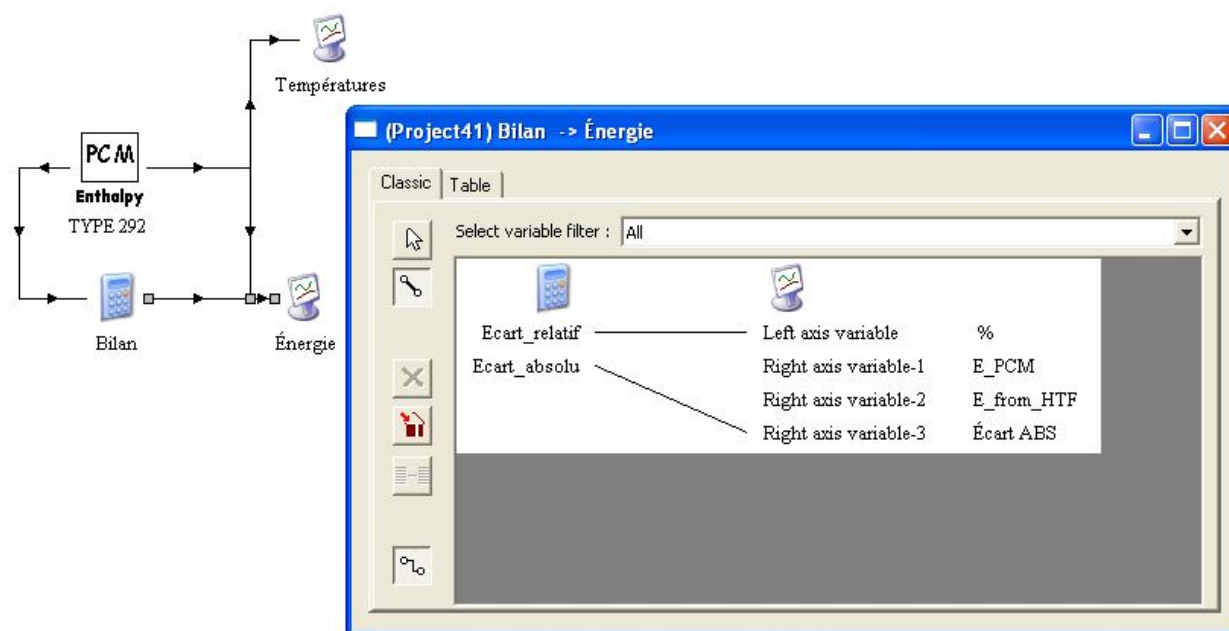 Températures
PCM
Enthalpy
TYPE 292
Bilan
Énergie
(Project41) Bilan -> Énergie
Classic
Table
Select variable filter :
All
Ecart_relatif
Left axis variable
%
Ecart_absolu
Right axis variable-1
E_PCM
Right axis variable-2
E_from_HTF
Right axis variable-3
Écart ABS